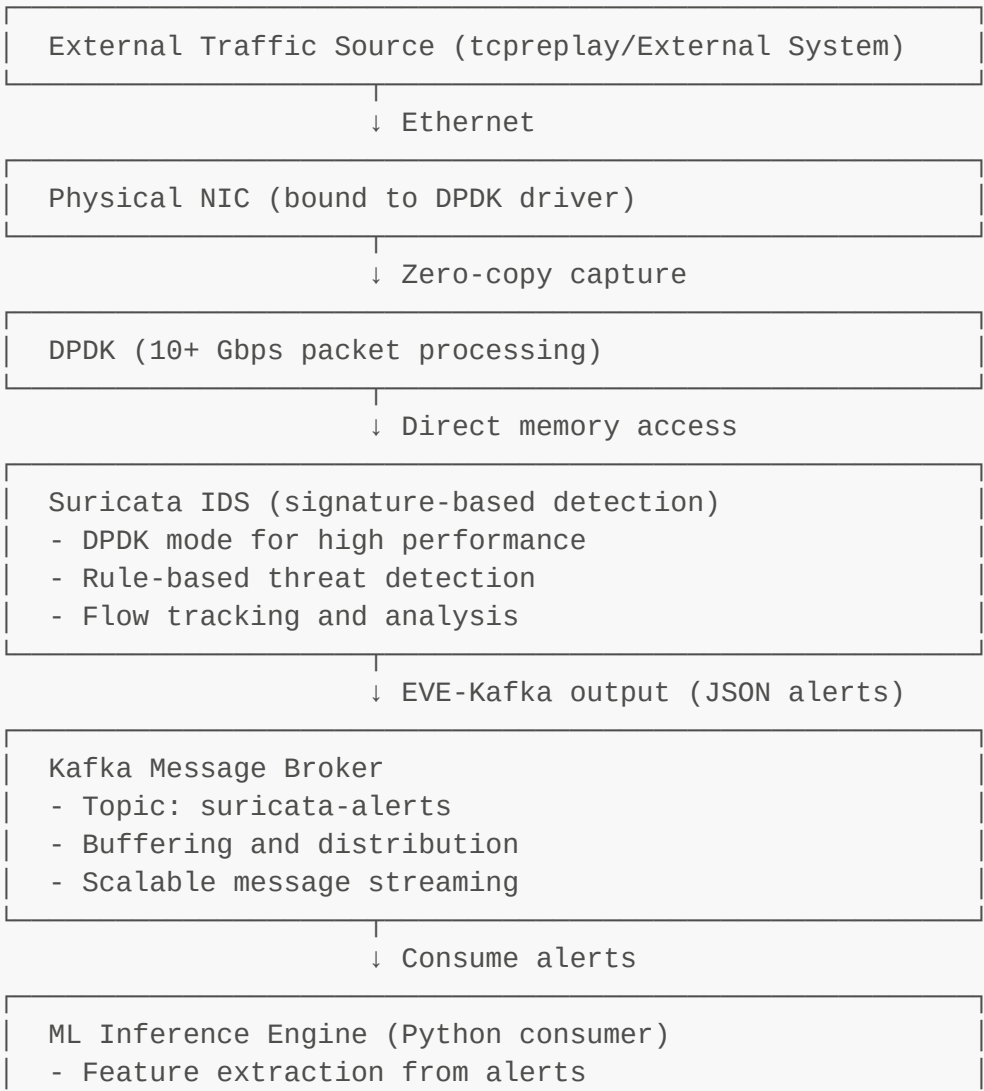 External Traffic Source (tcpreplay/External System)
↓ Ethernet
Physical NIC (bound to DPDK driver)
↓ Zero-copy capture
DPDK (10+ Gbps packet processing)
↓ Direct memory access
Suricata IDS (signature-based detection)
- DPDK mode for high performance
- Rule-based threat detection
- Flow tracking and analysis
↓ EVE-Kafka output (JSON alerts)
Kafka Message Broker
- Topic: suricata-alerts
- Buffering and distribution
- Scalable message streaming
↓ Consume alerts
ML Inference Engine (Python consumer)
- Feature extraction from alerts